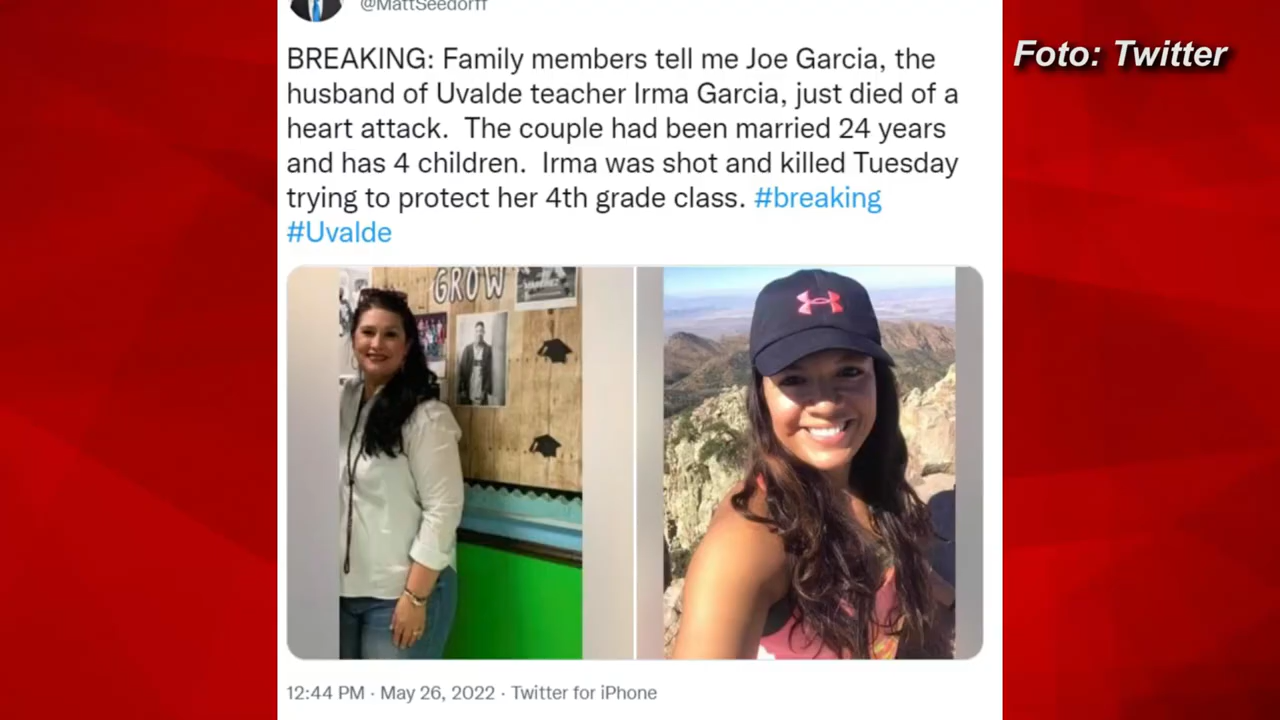 @MattSeedorff
Foto: Twitter
BREAKING: Family members tell me Joe Garcia, the
husband of Uvalde teacher Irma Garcia, just died of a
heart attack.  The couple had been married 24 years
and has 4 children.  Irma was shot and killed Tuesday
trying to protect her 4th grade class. #breaking
#Uvalde
GROW
12:44 PM · May 26, 2022 · Twitter for iPhone